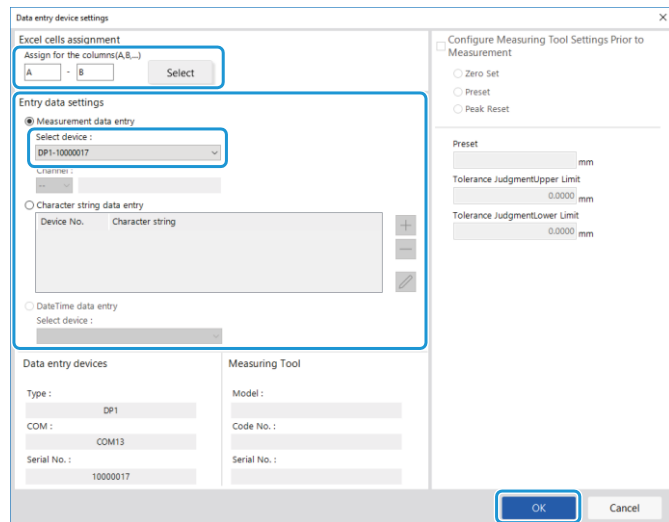 Data entry device settings
Excel cells assignment
Assign for the columns(A,B,...)
A - B Select
Entry data settings
Measurement data entry
Select device :
DP1-10000017
Channel :
--
Character string data entry
Device No. Character string
DateTime data entry
Select device :
Data entry devices
Type :
DP1
COM :
COM13
Serial No. :
10000017
Measuring Tool
Model :
Code No. :
Serial No. :
Configure Measuring Tool Settings Prior to
Measurement
Zero Set
Preset
Peak Reset
Preset
mm
Tolerance JudgmentUpper Limit
0.0000 mm
Tolerance JudgmentLower Limit
0.0000 mm
OK Cancel